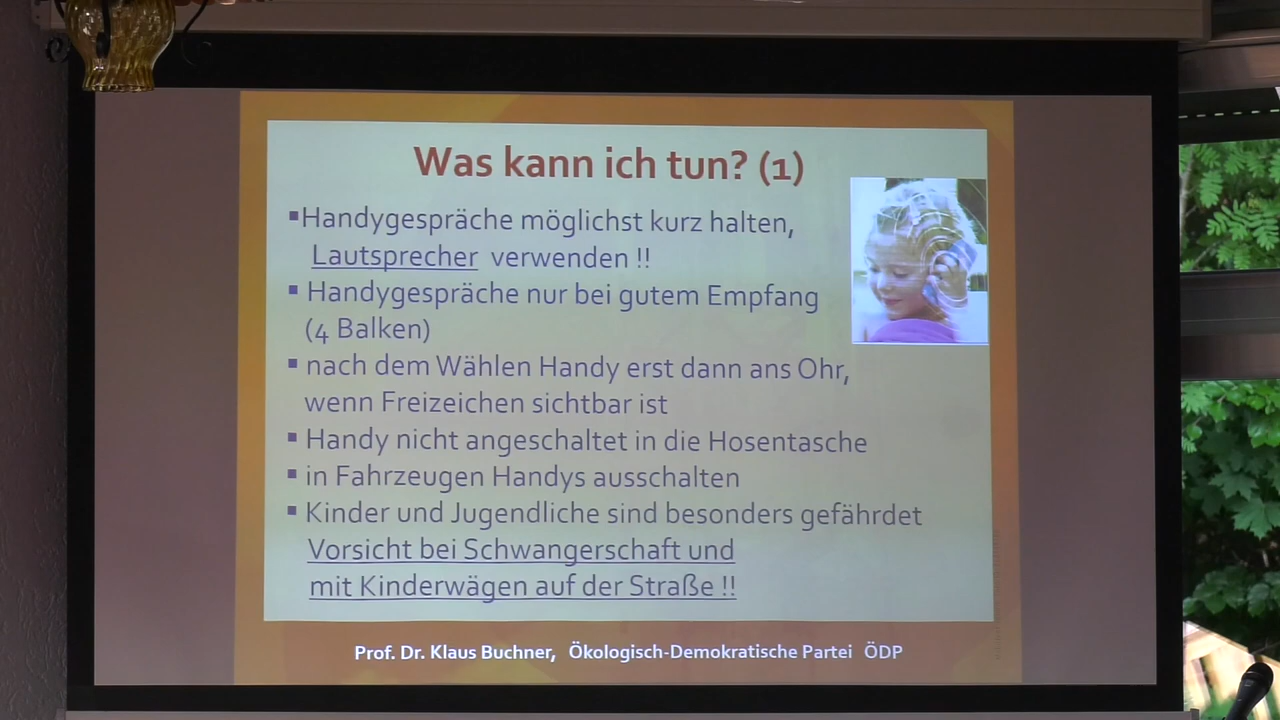 Was kann ich tun? (1)
▪Handygespräche möglichst kurz halten,
Lautsprecher verwenden !!
▪ Handygespräche nur bei gutem Empfang
(4 Balken)
▪ nach dem Wählen Handy erst dann ans Ohr,
wenn Freizeichen sichtbar ist
▪ Handy nicht angeschaltet in die Hosentasche
▪ in Fahrzeugen Handys ausschalten
▪ Kinder und Jugendliche sind besonders gefährdet
Vorsicht bei Schwangerschaft und
mit Kinderwägen auf der Straße !!
Prof. Dr. Klaus Buchner, Ökologisch-Demokratische Partei ÖDP